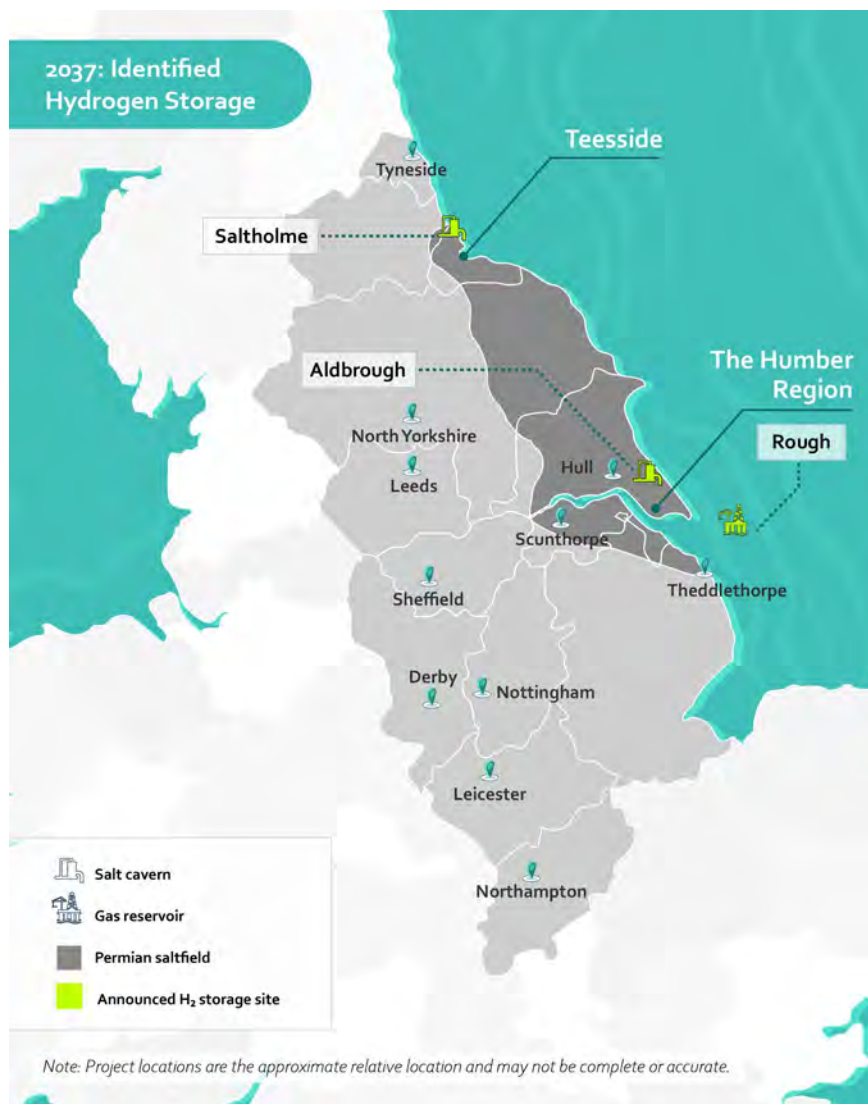 2037: Identified
Hydrogen Storage
Teesside
Tyneside
Saltholme
The Humber
Region
Aldbrough
Rough
North Yorkshire
Hull
Leeds
Scunthorpe
Sheffield
Theddlethorpe
Derby
Nottingham
Leicester
Northampton
Salt cavern
Gas reservoir
Permian saltfield
Announced H₂ storage site
Note: Project locations are the approximate relative location and may not be complete or accurate.